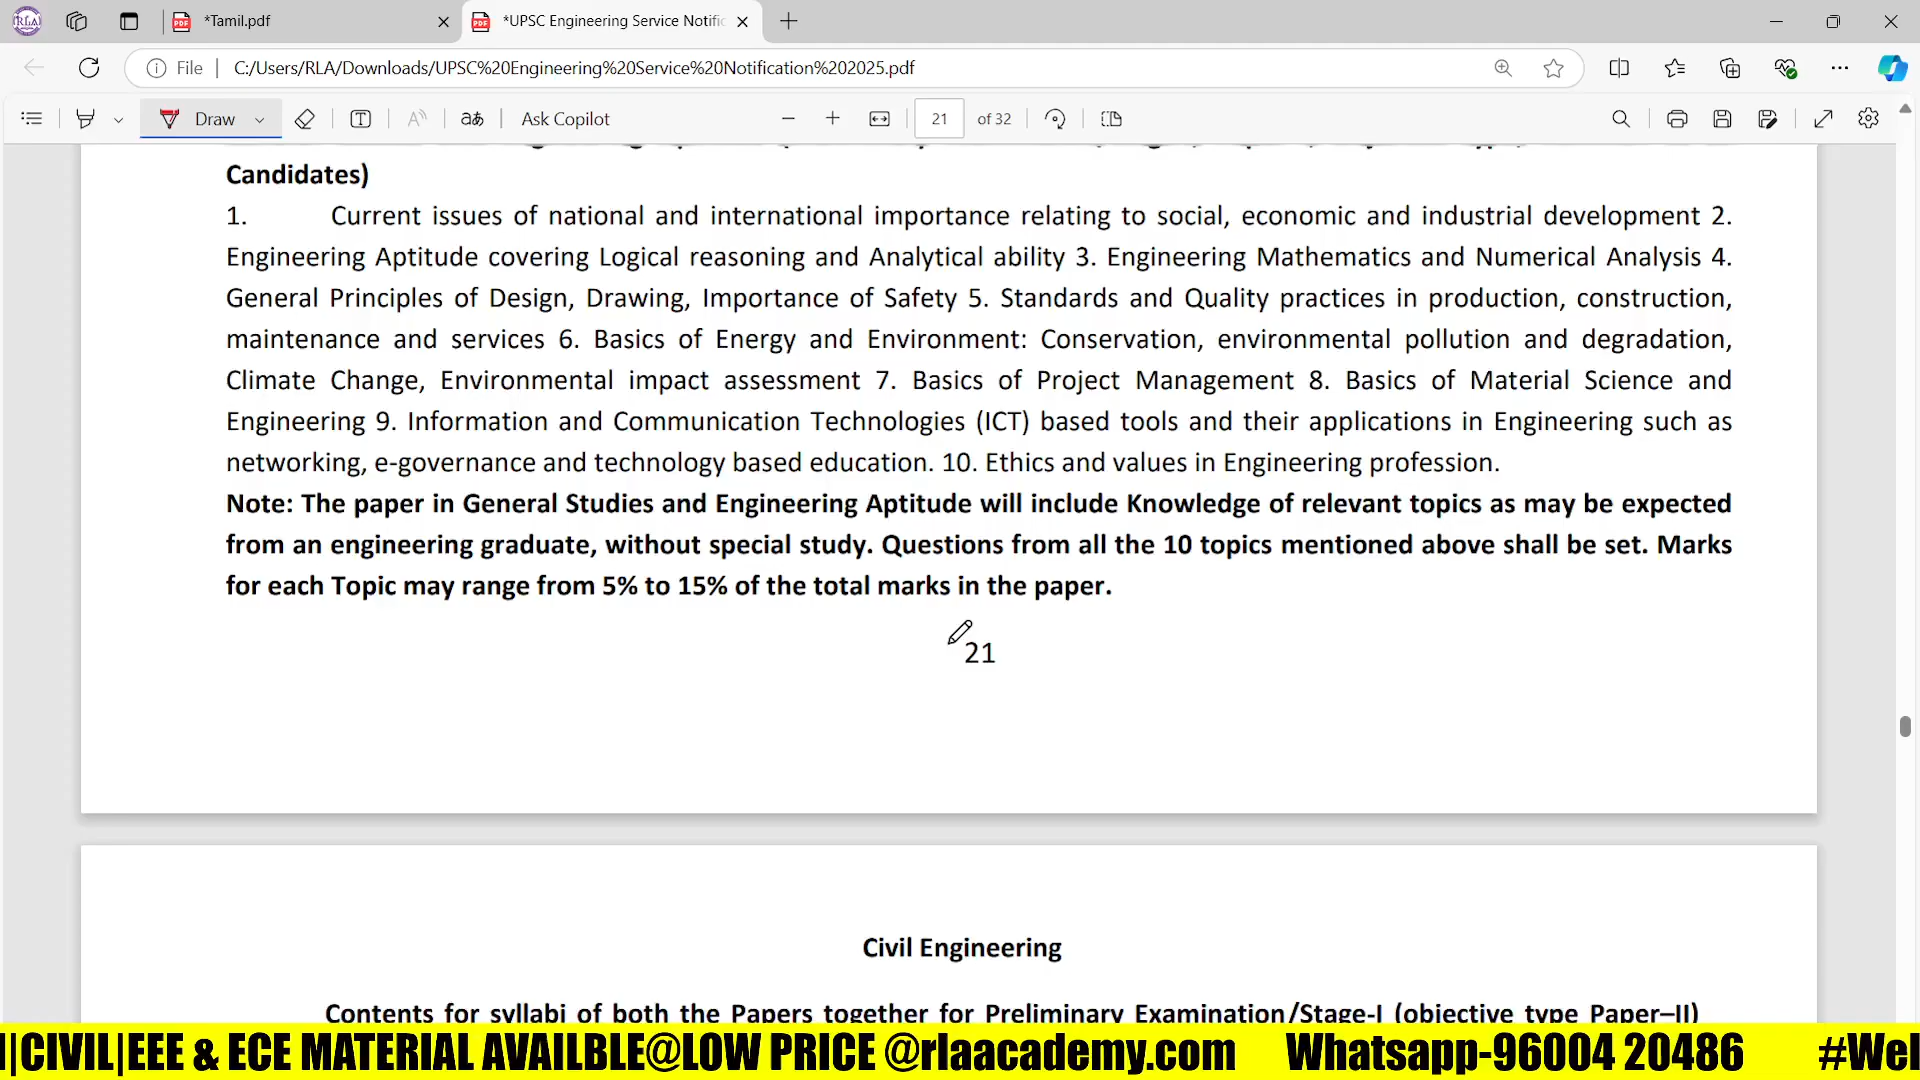 RLA
*Tamil.pdf
*UPSC Engineering Service Notific
File
C:/Users/RLA/Downloads/UPSC%20Engineering%20Service%20Notification%202025.pdf
Draw
aあ
Ask Copilot
21 of 32
Candidates)
1. Current issues of national and international importance relating to social, economic and industrial development 2.
Engineering Aptitude covering Logical reasoning and Analytical ability 3. Engineering Mathematics and Numerical Analysis 4.
General Principles of Design, Drawing, Importance of Safety 5. Standards and Quality practices in production, construction,
maintenance and services 6. Basics of Energy and Environment: Conservation, environmental pollution and degradation,
Climate Change, Environmental impact assessment 7. Basics of Project Management 8. Basics of Material Science and
Engineering 9. Information and Communication Technologies (ICT) based tools and their applications in Engineering such as
networking, e-governance and technology based education. 10. Ethics and values in Engineering profession.
Note: The paper in General Studies and Engineering Aptitude will include Knowledge of relevant topics as may be expected
from an engineering graduate, without special study. Questions from all the 10 topics mentioned above shall be set. Marks
for each Topic may range from 5% to 15% of the total marks in the paper.
21
Civil Engineering
Contents for syllabi of both the Papers together for Preliminary Examination/Stage-I (objective type Paper–II)
|CIVIL|EEE & ECE MATERIAL AVAILBLE@LOW PRICE @rlaacademy.com Whatsapp-96004 20486 #Wel